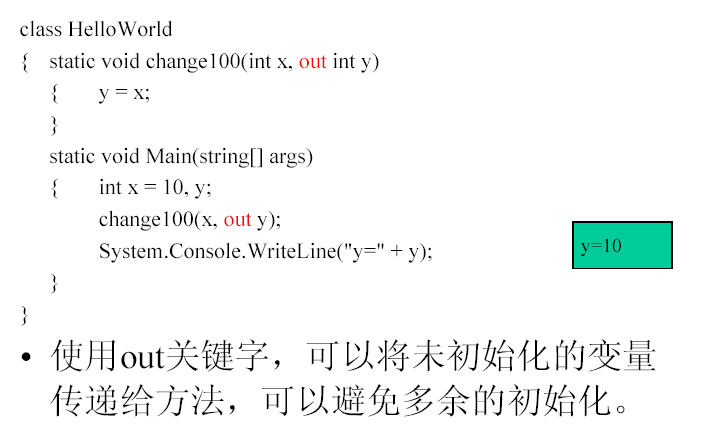 class HelloWorld
{ static void change100(int x, out int y)
{ y = x;
}
static void Main(string[] args)
{ int x = 10, y;
change100(x, out y);
System.Console.WriteLine("y=" + y);
y=10
}
}
• 使用out关键字，可以将未初始化的变量
传递给方法，可以避免多余的初始化。